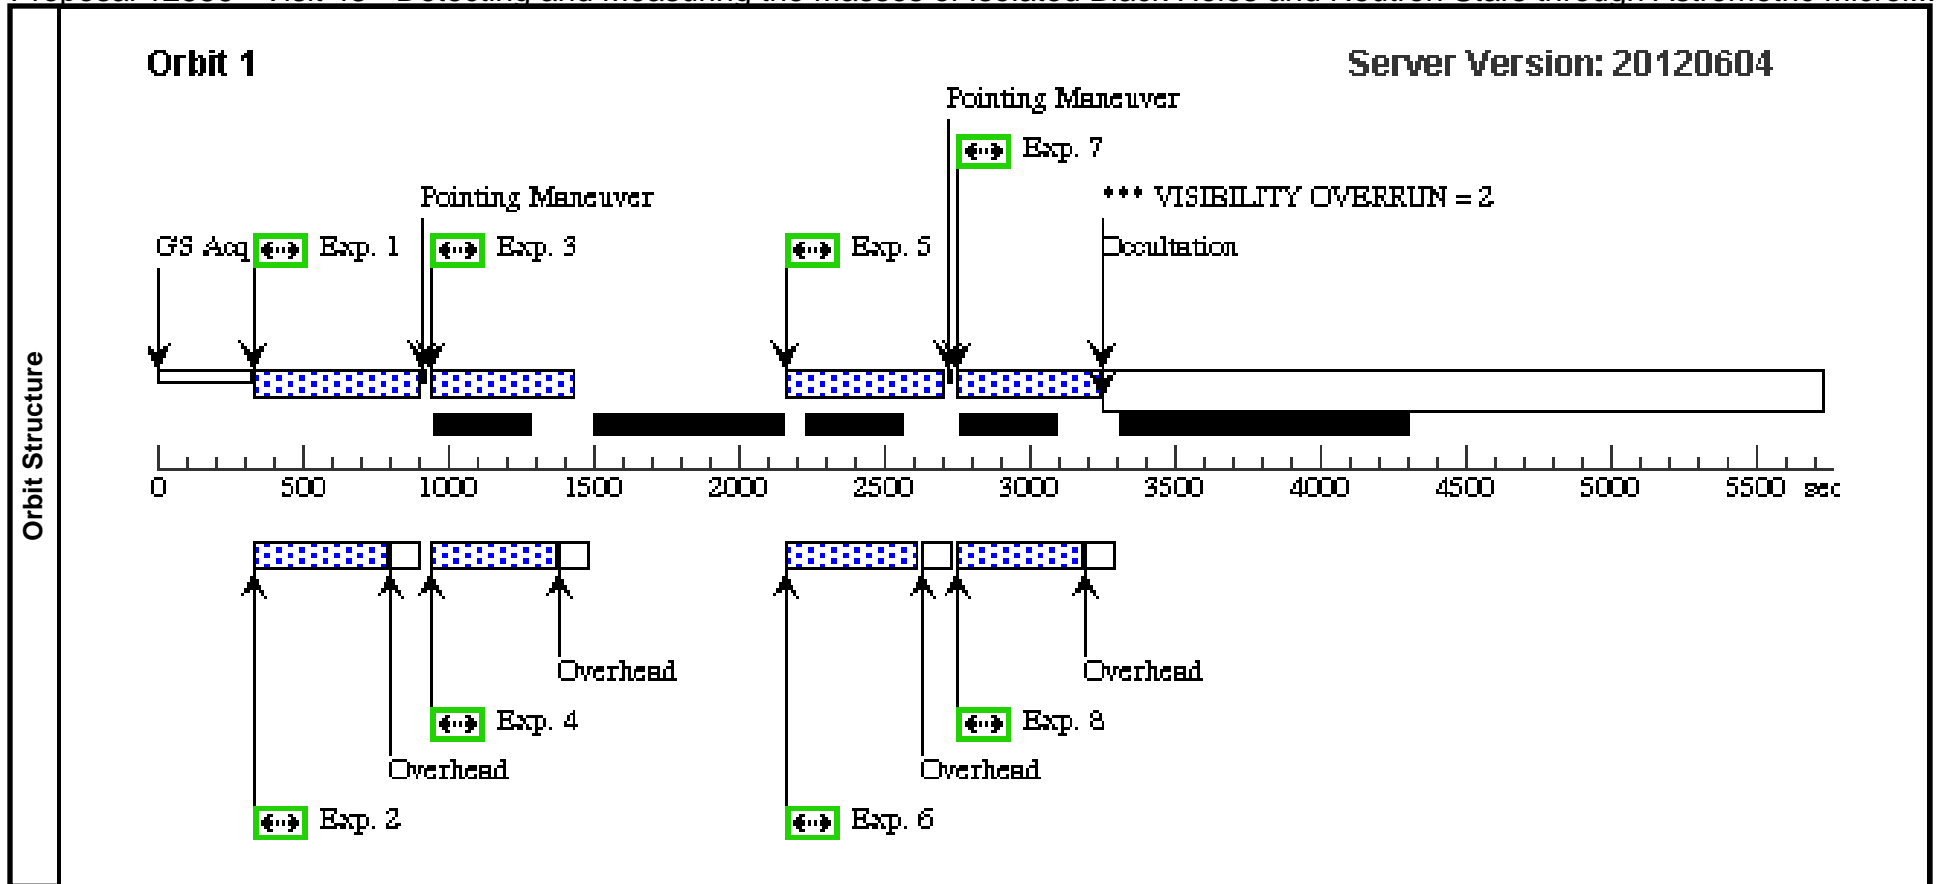 Orbit Structure
Orbit 1
Server Version: 20120604
Pointing Maneuver
Exp. 7
Pointing Maneuver
*** VISIBILITY OVERRUN = 2
GS Acq
Exp. 1
Exp. 3
Exp. 5
Occultation
0 500 1000 1500 2000 2500 3000 3500 4000 4500 5000 5500 sec
Overhead
Overhead
Exp. 4
Exp. 8
Overhead
Overhead
Exp. 2
Exp. 6